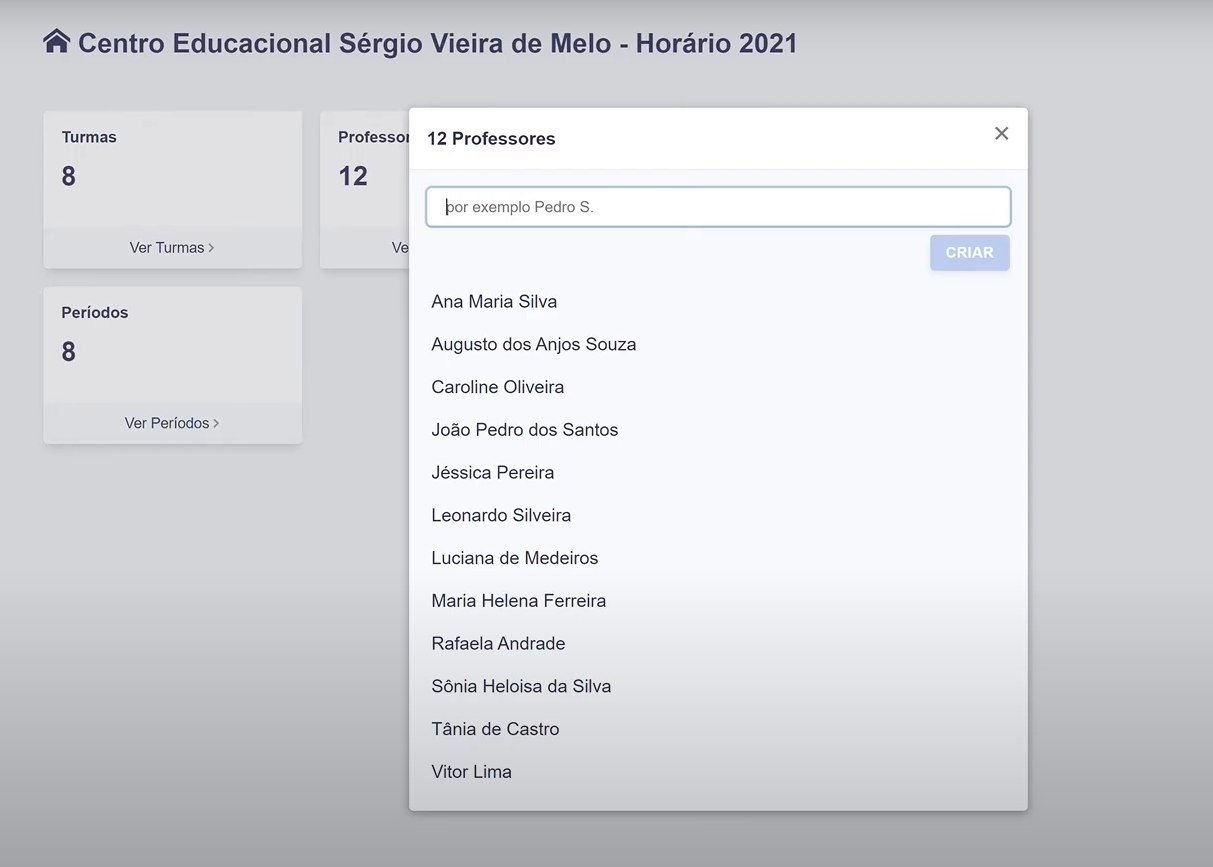 Centro Educacional Sérgio Vieira de Melo - Horário 2021
Turmas
8
Ver Turmas
Professor
12
Ve
Períodos
8
Ver Períodos
12 Professores
por exemplo Pedro S.
CRIAR
Ana Maria Silva
Augusto dos Anjos Souza
Caroline Oliveira
João Pedro dos Santos
Jéssica Pereira
Leonardo Silveira
Luciana de Medeiros
Maria Helena Ferreira
Rafaela Andrade
Sônia Heloisa da Silva
Tânia de Castro
Vitor Lima